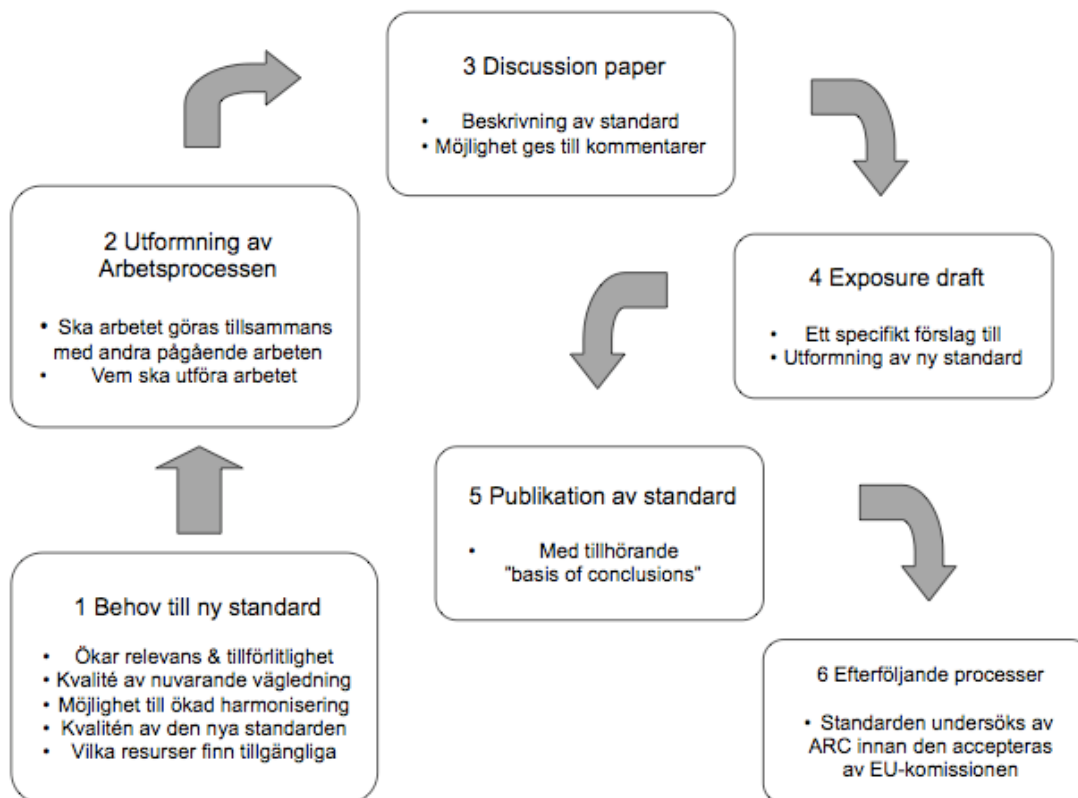 1 Behov till ny standard
• Ökar relevans & tillförlitlighet
• Kvalité av nuvarande vägledning
• Möjlighet till ökad harmonisering
• Kvalitén av den nya standarden
• Vilka resurser finn tillgängliga
2 Utformning av
Arbetsprocessen
• Ska arbetet göras tillsammans
med andra pågående arbeten
• Vem ska utföra arbetet
3 Discussion paper
• Beskrivning av standard
• Möjlighet ges till kommentarer
4 Exposure draft
• Ett specifikt förslag till
• Utformning av ny standard
5 Publikation av standard
• Med tillhörande
"basis of conclusions"
6 Efterföljande processer
• Standarden undersöks av
ARC innan den accepteras
av EU-komissionen